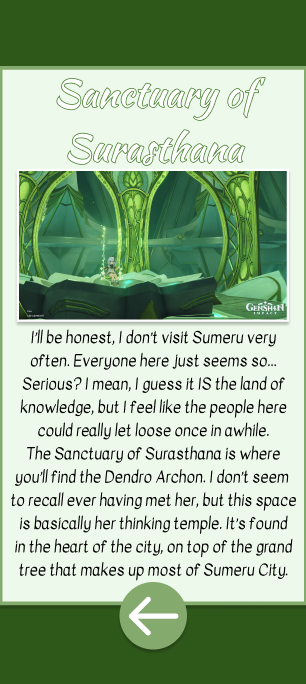 Sanctuary of
Surasthana
GENSHIN
IMPACT
I'll be honest, I don't visit Sumeru very
often. Everyone here just seems so...
Serious? I mean, I guess it IS the land of
knowledge, but I feel like the people here
could really let loose once in awhile.
The Sanctuary of Surasthana is where
you'll find the Dendro Archon. I don't seem
to recall ever having met her, but this space
is basically her thinking temple. It's found
in the heart of the city, on top of the grand
tree that makes up most of Sumeru City.